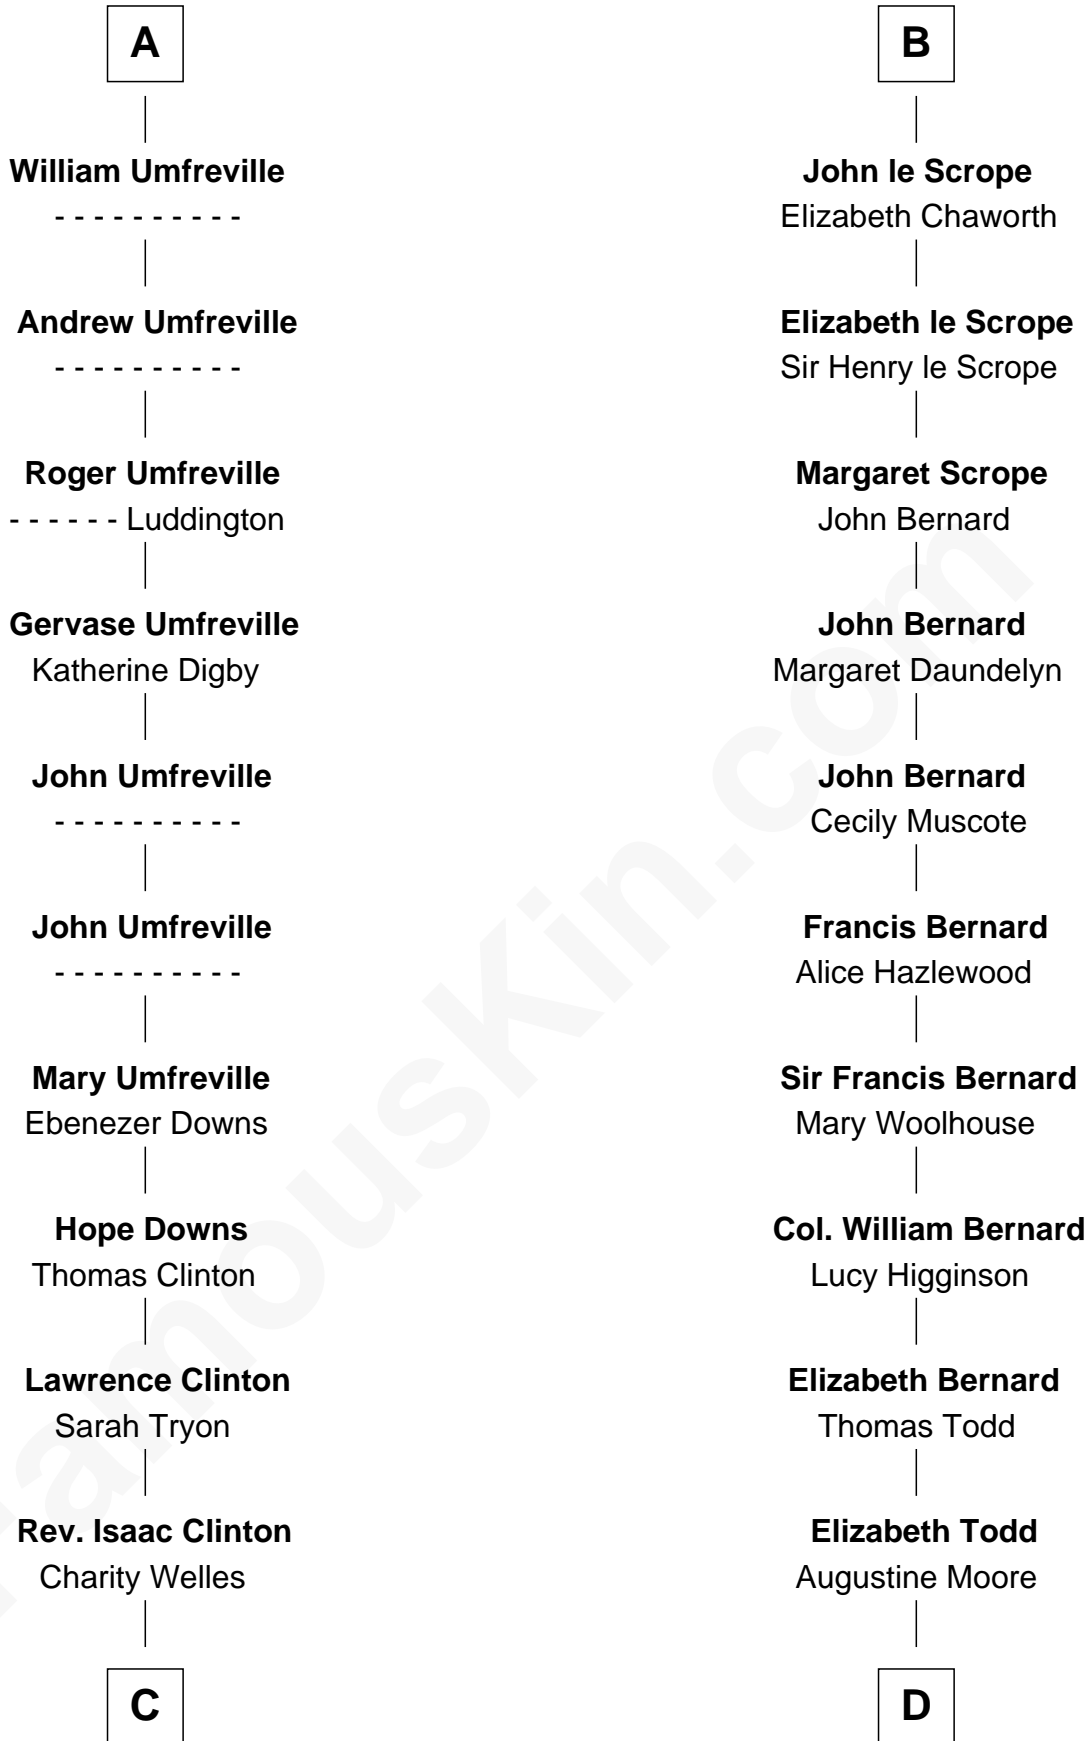 A
William Umfreville
- - - - - - - - - -
Andrew Umfreville
- - - - - - - - - -
Roger Umfreville
- - - - - - Luddington
Gervase Umfreville
Katherine Digby
John Umfreville
- - - - - - - - - -
John Umfreville
- - - - - - - - - -
Mary Umfreville
Ebenezer Downs
Hope Downs
Thomas Clinton
Lawrence Clinton
Sarah Tryon
Rev. Isaac Clinton
Charity Welles
C
B
John le Scrope
Elizabeth Chaworth
Elizabeth le Scrope
Sir Henry le Scrope
Margaret Scrope
John Bernard
John Bernard
Margaret Daundelyn
John Bernard
Cecily Muscote
Francis Bernard
Alice Hazlewood
Sir Francis Bernard
Mary Woolhouse
Col. William Bernard
Lucy Higginson
Elizabeth Bernard
Thomas Todd
Elizabeth Todd
Augustine Moore
D
FamousKin.com